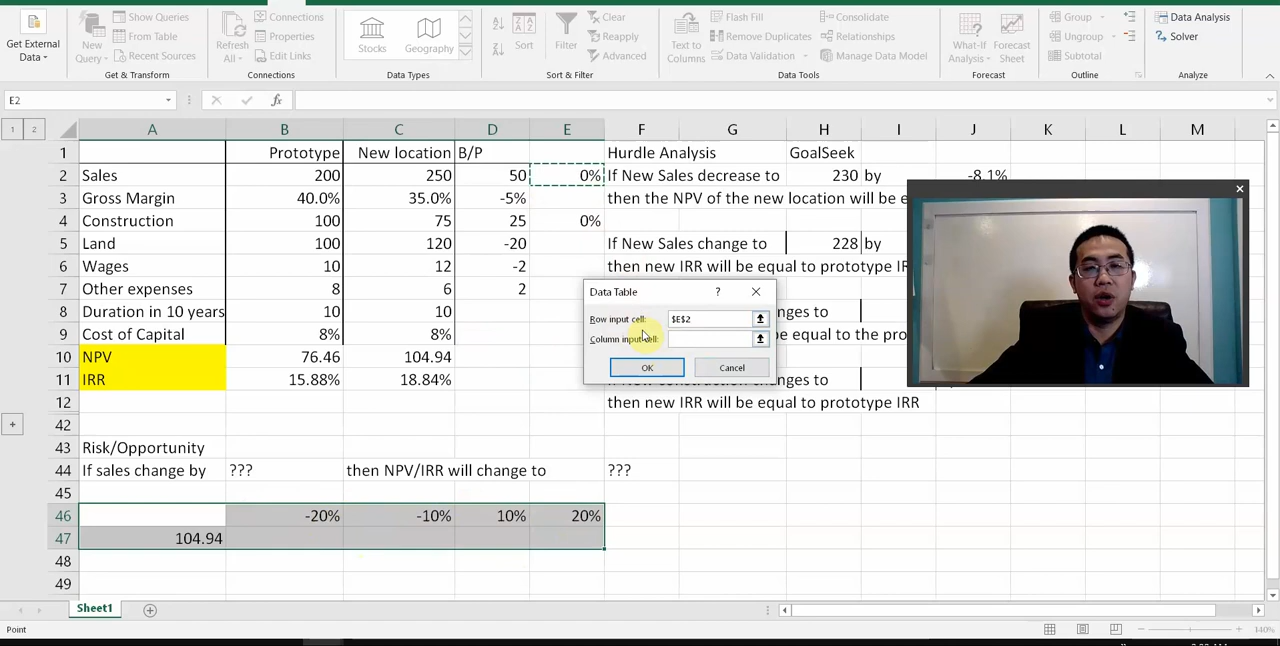 Get External Data
New Query
Show Queries
From Table
Recent Sources
Get & Transform
Refresh All
Connections
Properties
Edit Links
Connections
Stocks
Geography
Data Types
Sort
Filter
Clear
Reapply
Advanced
Sort & Filter
Text to Columns
Flash Fill
Remove Duplicates
Data Validation
Consolidate
Relationships
Manage Data Model
Data Tools
What-If Analysis
Forecast Sheet
Forecast
Group
Ungroup
Subtotal
Outline
Data Analysis
Solver
Analyze
E2
fx
1 2 A B C D E F G H I J K L M
1 Prototype New location B/P Hurdle Analysis GoalSeek
2 Sales 200 250 50 0% If New Sales decrease to 230 by -8.1%
3 Gross Margin 40.0% 35.0% -5% then the NPV of the new location will be e
4 Construction 100 75 25 0%
5 Land 100 120 -20 If New Sales change to 228 by
6 Wages 10 12 -2 then new IRR will be equal to prototype IR
7 Other expenses 8 6 2
8 Duration in 10 years 10 10 nges to
9 Cost of Capital 8% 8% be equal to the pro
10 NPV 76.46 104.94
11 IRR 15.88% 18.84% changes to
12 then new IRR will be equal to prototype IRR
Data Table ?
Row input cell: $E$2
Column input cell:
OK Cancel
42
43 Risk/Opportunity
44 If sales change by ??? then NPV/IRR will change to ???
45
46 -20% -10% 10% 20%
47 104.94
48
49
Sheet1
Point
140%